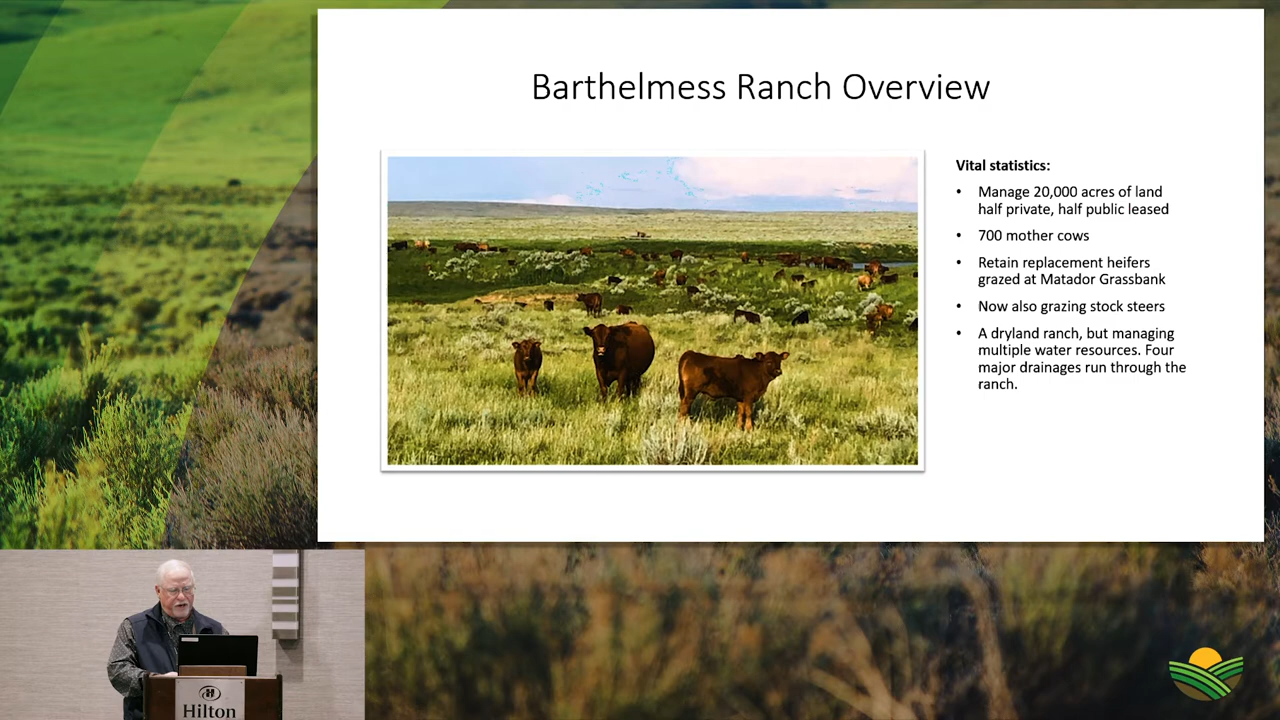 Barthelmess Ranch Overview
Vital statistics:
• Manage 20,000 acres of land
half private, half public leased
• 700 mother cows
• Retain replacement heifers
grazed at Matador Grassbank
• Now also grazing stock steers
• A dryland ranch, but managing
multiple water resources. Four
major drainages run through the
ranch.
Hilton